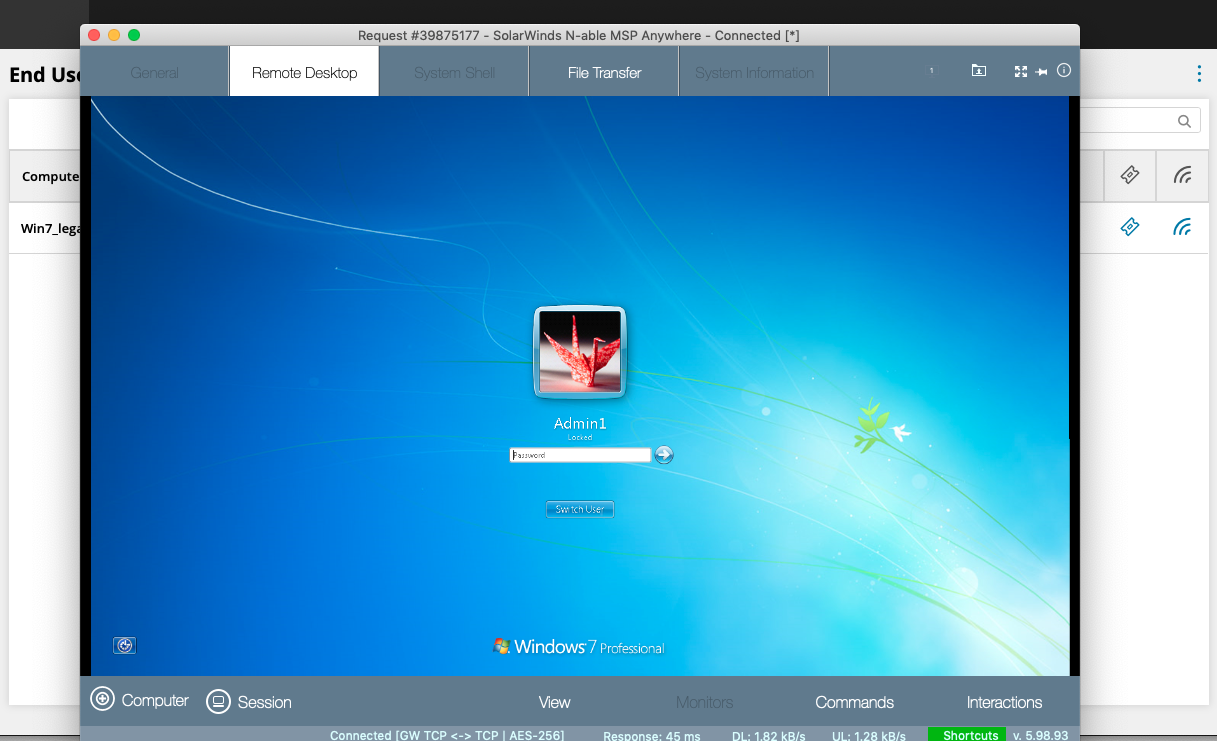 Request #39875177 - SolarWinds N-able MSP Anywhere - Connected [*]
General
Remote Desktop
System Shell
File Transfer
System Information
1
End Use
Compute
Win7_lega
Admin1
Locked
Password
Switch User
Windows 7 Professional
Computer
Session
View
Monitors
Commands
Interactions
Connected [GW TCP <-> TCP | AES-256]
Response: 45 ms
DL: 1.82 kB/s
UL: 1.28 kB/s
Shortcuts
v. 5.98.93